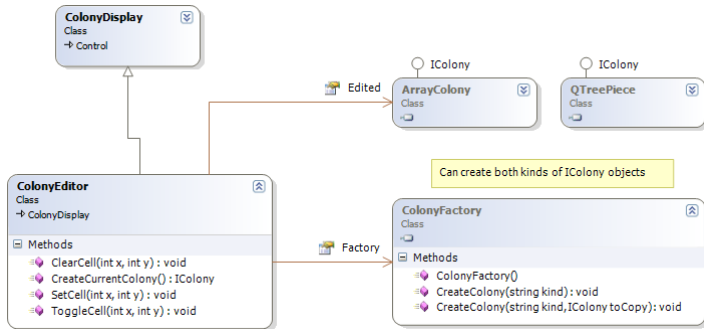 ColonyDisplay
Class
Control
IColony
IColony
Edited
ArrayColony
Class
QTreePiece
Class
Can create both kinds of IColony objects
ColonyEditor
Class
ColonyDisplay
Methods
ClearCell(int x, int y) : void
CreateCurrentColony() : IColony
SetCell(int x, int y) : void
ToggleCell(int x, int y) : void
Factory
ColonyFactory
Class
Methods
ColonyFactory()
CreateColony(string kind) : void
CreateColony(string kind, IColony toCopy) : void